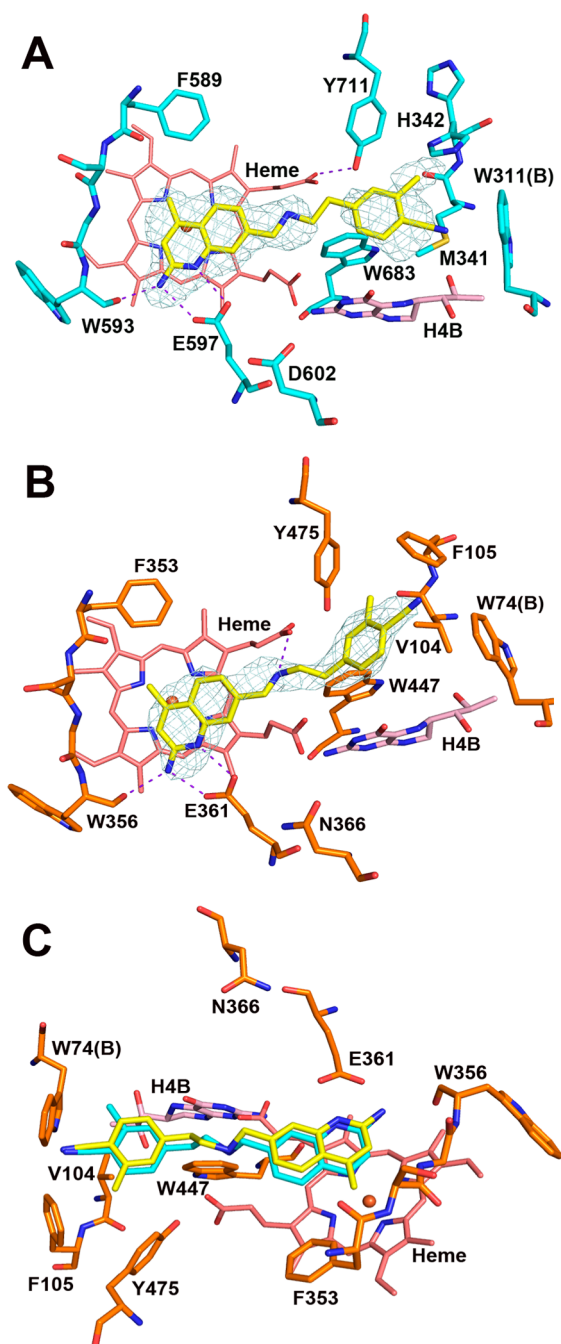 A
F589
Y711
H342
Heme
W311(B)
M341
W683
W593
H4B
E597
D602
B
Y475
F105
F353
W74(B)
Heme
V104
W447
H4B
E361
W356
N366
C
N366
W74(B)
E361
W356
H4B
V104
W447
Heme
F105
Y475
F353